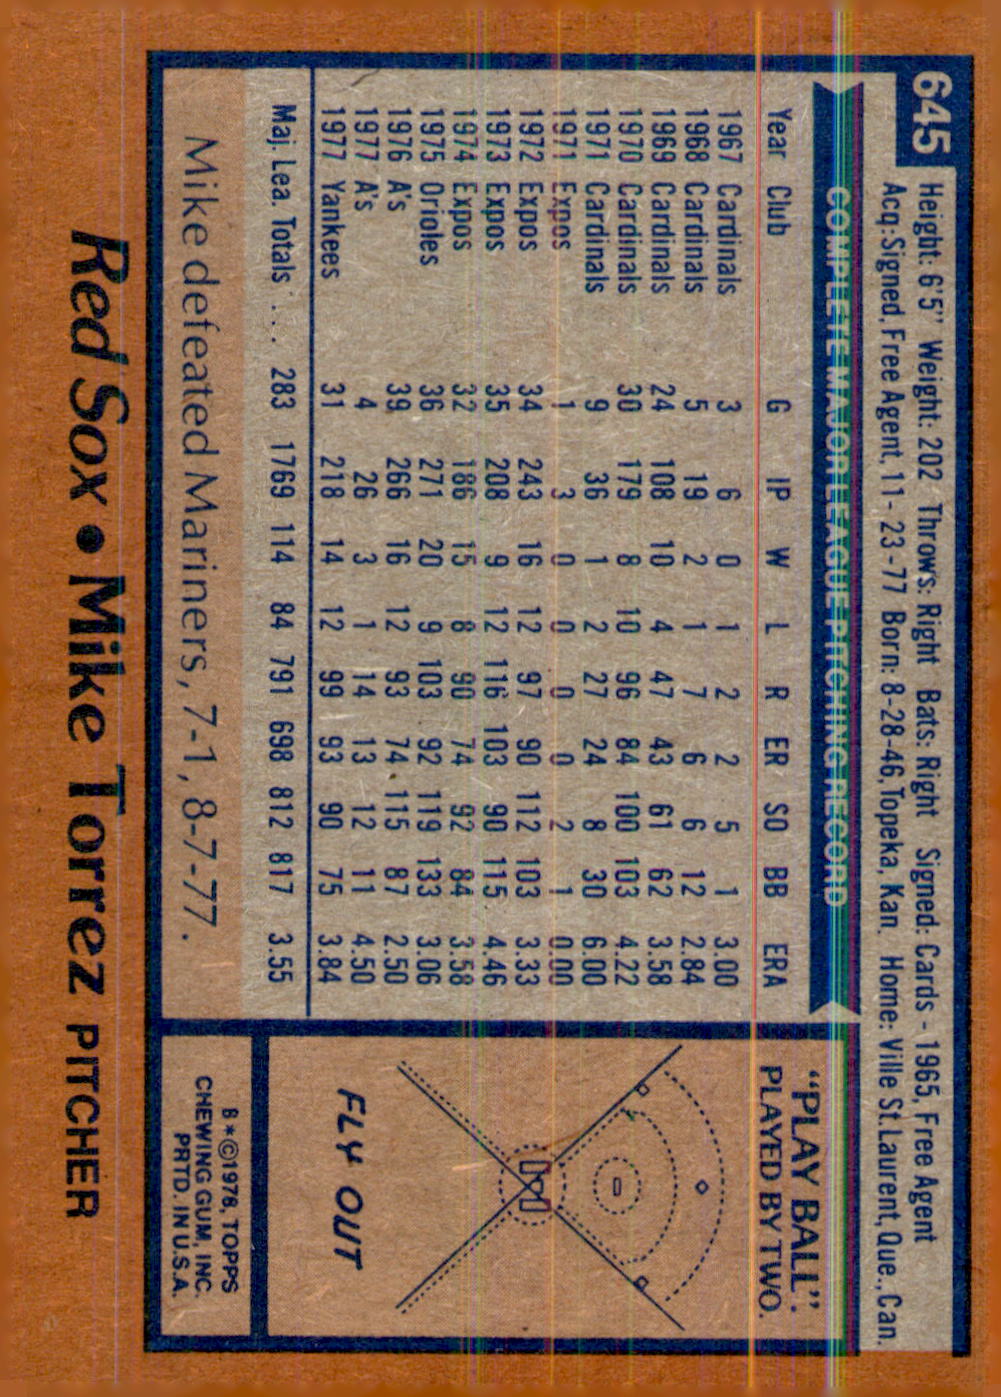 645
Height: 6'5" Weight: 202 Throws: Right Bats: Right Signed: Cards - 1965, Free Agent
Acq: Signed, Free Agent, 11-23-77 Born: 8-28-46, Topeka, Kan. Home: Ville St. Laurent, Que., Can.
COMPLETE MAJOR LEAGUE PITCHING RECORD
Year Club G IP W L R ER SO BB ERA
1967 Cardinals 3 6 0 1 2 2 5 1 3.00
1968 Cardinals 5 19 2 1 7 6 6 12 2.84
1969 Cardinals 24 108 10 4 47 43 61 62 3.58
1970 Cardinals 30 179 8 10 96 84 100 103 4.22
1971 Cardinals 9 36 1 2 27 24 8 30 6.00
1971 Expos 1 3 0 0 0 0 2 1 0.00
1972 Expos 34 243 16 12 97 90 112 103 3.33
1973 Expos 35 208 9 12 116 103 90 115 4.46
1974 Expos 32 186 15 8 90 74 92 84 3.58
1975 Orioles 36 271 20 9 103 92 119 133 3.06
1976 A's 39 266 16 12 93 74 115 87 2.50
1977 A's 4 26 3 1 14 13 12 11 4.50
1977 Yankees 31 218 14 12 99 93 90 75 3.84
Maj. Lea. Totals .... 283 1769 114 84 791 698 812 817 3.55
Mike defeated Mariners, 7-1, 8-7-77.
"PLAY BALL".
PLAYED BY TWO.
FLY OUT
B * © 1978, TOPPS
CHEWING GUM, INC.
PRTD. IN U.S.A.
Red Sox • Mike Torrez PITCHER